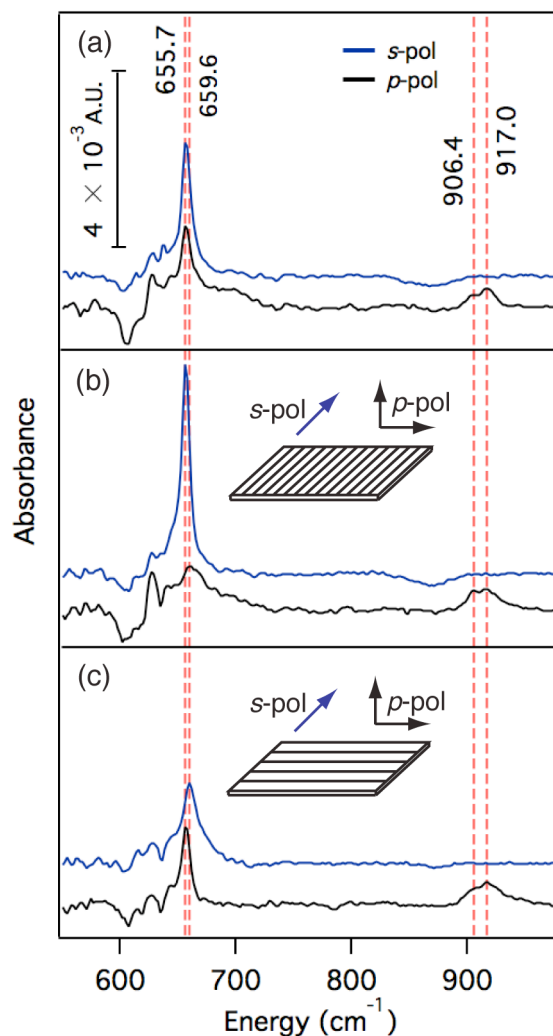 (a)
655.7
659.6
s-pol
p-pol
4 × 10⁻³ A.U.
906.4
917.0
(b)
s-pol
p-pol
Absorbance
(c)
s-pol
p-pol
600 700 800 900
Energy (cm⁻¹)